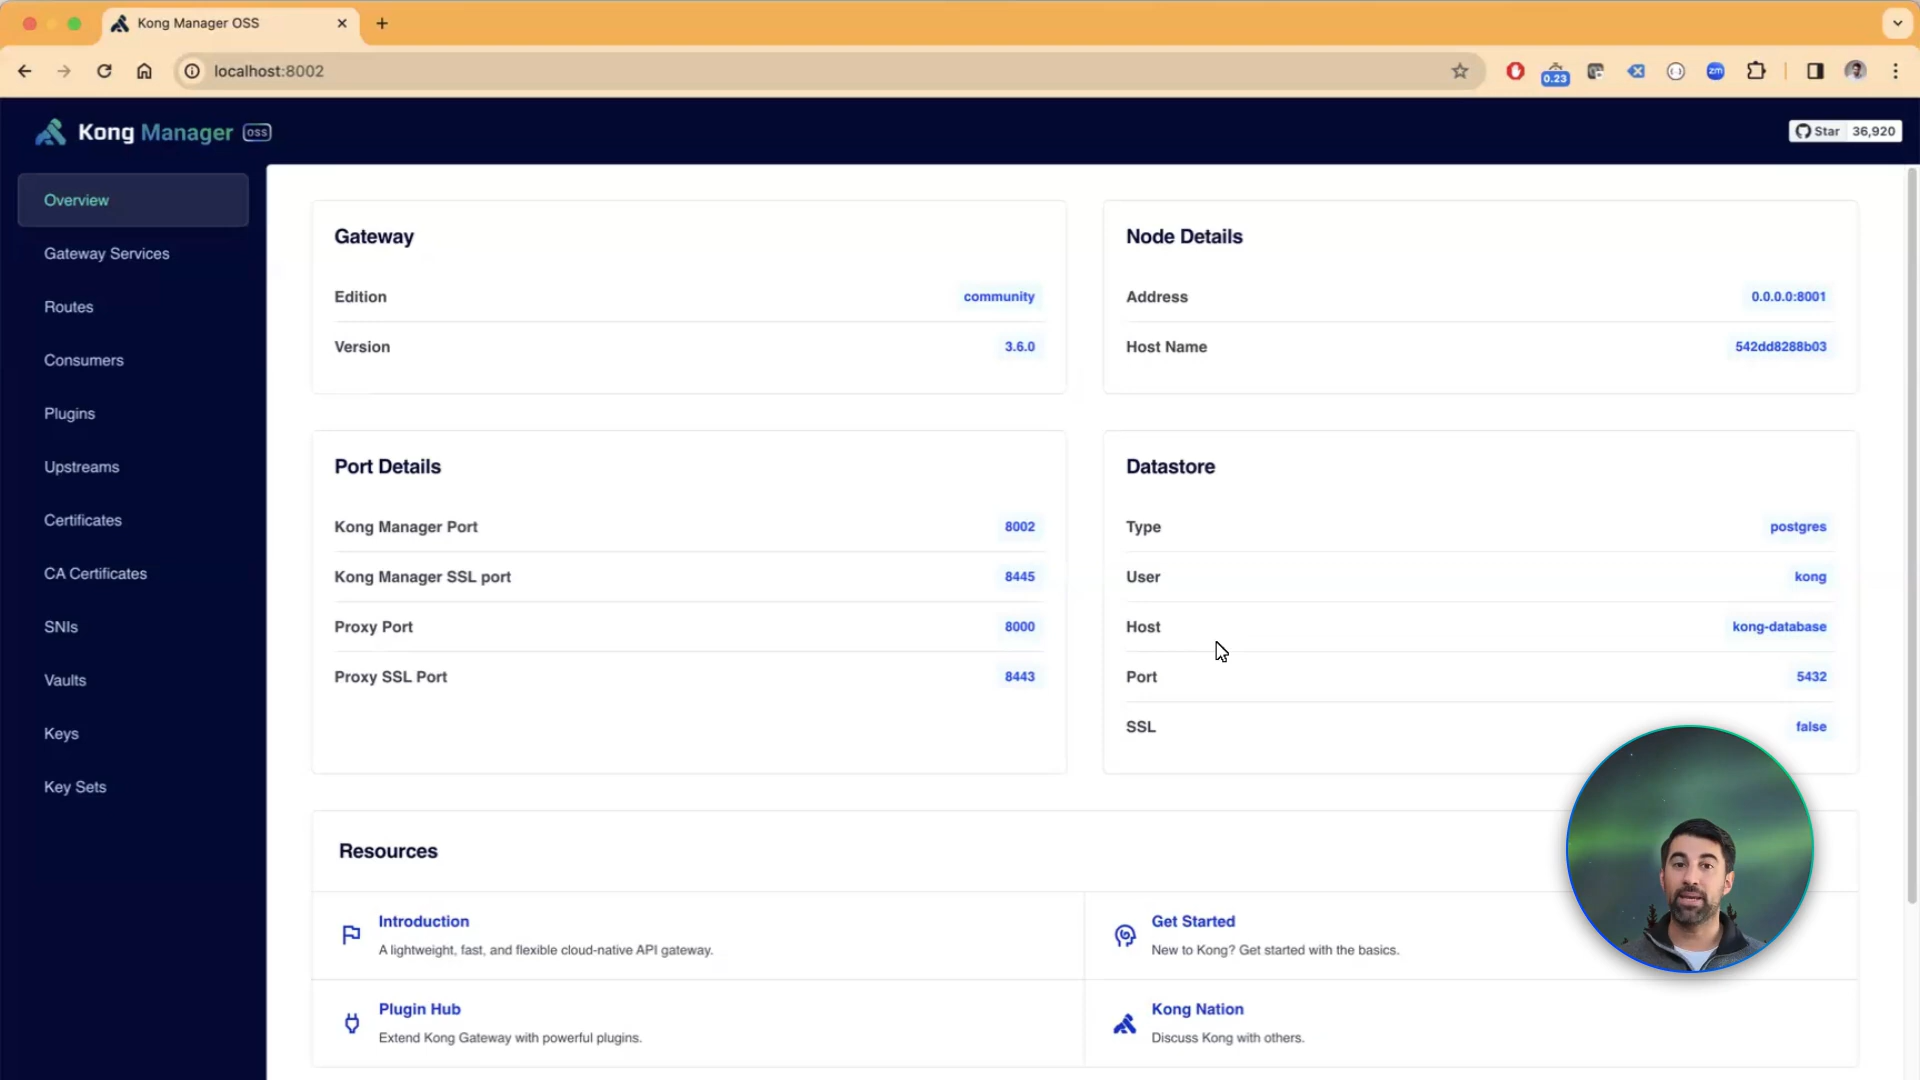 Kong Manager OSS
localhost:8002
0.23
zm
Kong Manager OSS
Star 36,920
Overview
Gateway Services
Routes
Consumers
Plugins
Upstreams
Certificates
CA Certificates
SNIs
Vaults
Keys
Key Sets
Gateway
Edition community
Version 3.6.0
Node Details
Address 0.0.0.0:8001
Host Name 542dd8288b03
Port Details
Kong Manager Port 8002
Kong Manager SSL port 8445
Proxy Port 8000
Proxy SSL Port 8443
Datastore
Type postgres
User kong
Host kong-database
Port 5432
SSL false
Resources
Introduction
A lightweight, fast, and flexible cloud-native API gateway.
Get Started
New to Kong? Get started with the basics.
Plugin Hub
Extend Kong Gateway with powerful plugins.
Kong Nation
Discuss Kong with others.